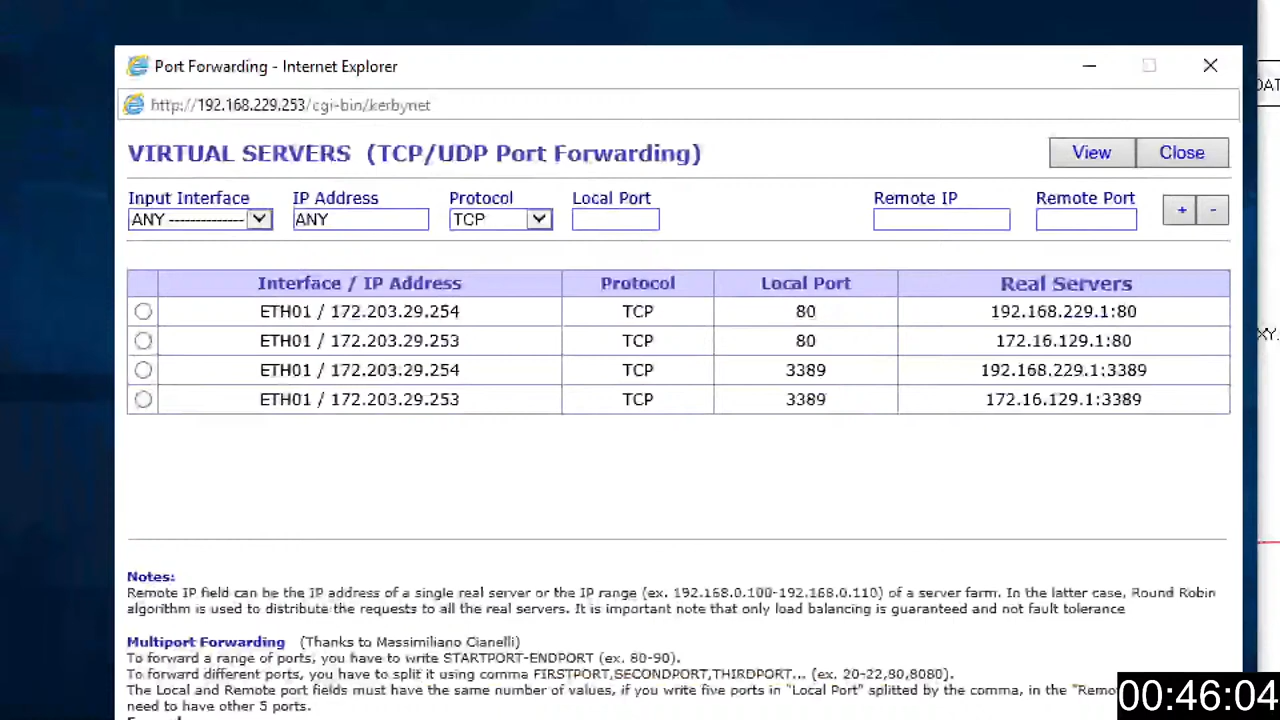 Port Forwarding - Internet Explorer
http://192.168.229.253/cgi-bin/kerbynet
VIRTUAL SERVERS (TCP/UDP Port Forwarding) View Close
Input Interface IP Address Protocol Local Port Remote IP Remote Port
ANY -------------- ANY TCP + -
Interface / IP Address Protocol Local Port Real Servers
ETH01 / 172.203.29.254 TCP 80 192.168.229.1:80
ETH01 / 172.203.29.253 TCP 80 172.16.129.1:80
ETH01 / 172.203.29.254 TCP 3389 192.168.229.1:3389
ETH01 / 172.203.29.253 TCP 3389 172.16.129.1:3389
Notes:
Remote IP field can be the IP address of a single real server or the IP range (ex. 192.168.0.100-192.168.0.110) of a server farm. In the latter case, Round Robin
algorithm is used to distribute the requests to all the real servers. It is important note that only load balancing is guaranteed and not fault tolerance
Multiport Forwarding (Thanks to Massimiliano Cianelli)
To forward a range of ports, you have to write STARTPORT-ENDPORT (ex. 80-90).
To forward different ports, you have to split it using comma FIRSTPORT,SECONDPORT,THIRDPORT... (ex. 20-22,80,8080).
The Local and Remote port fields must have the same number of values, if you write five ports in "Local Port" splitted by the comma, in the "Remo
need to have other 5 ports.
00:46:04